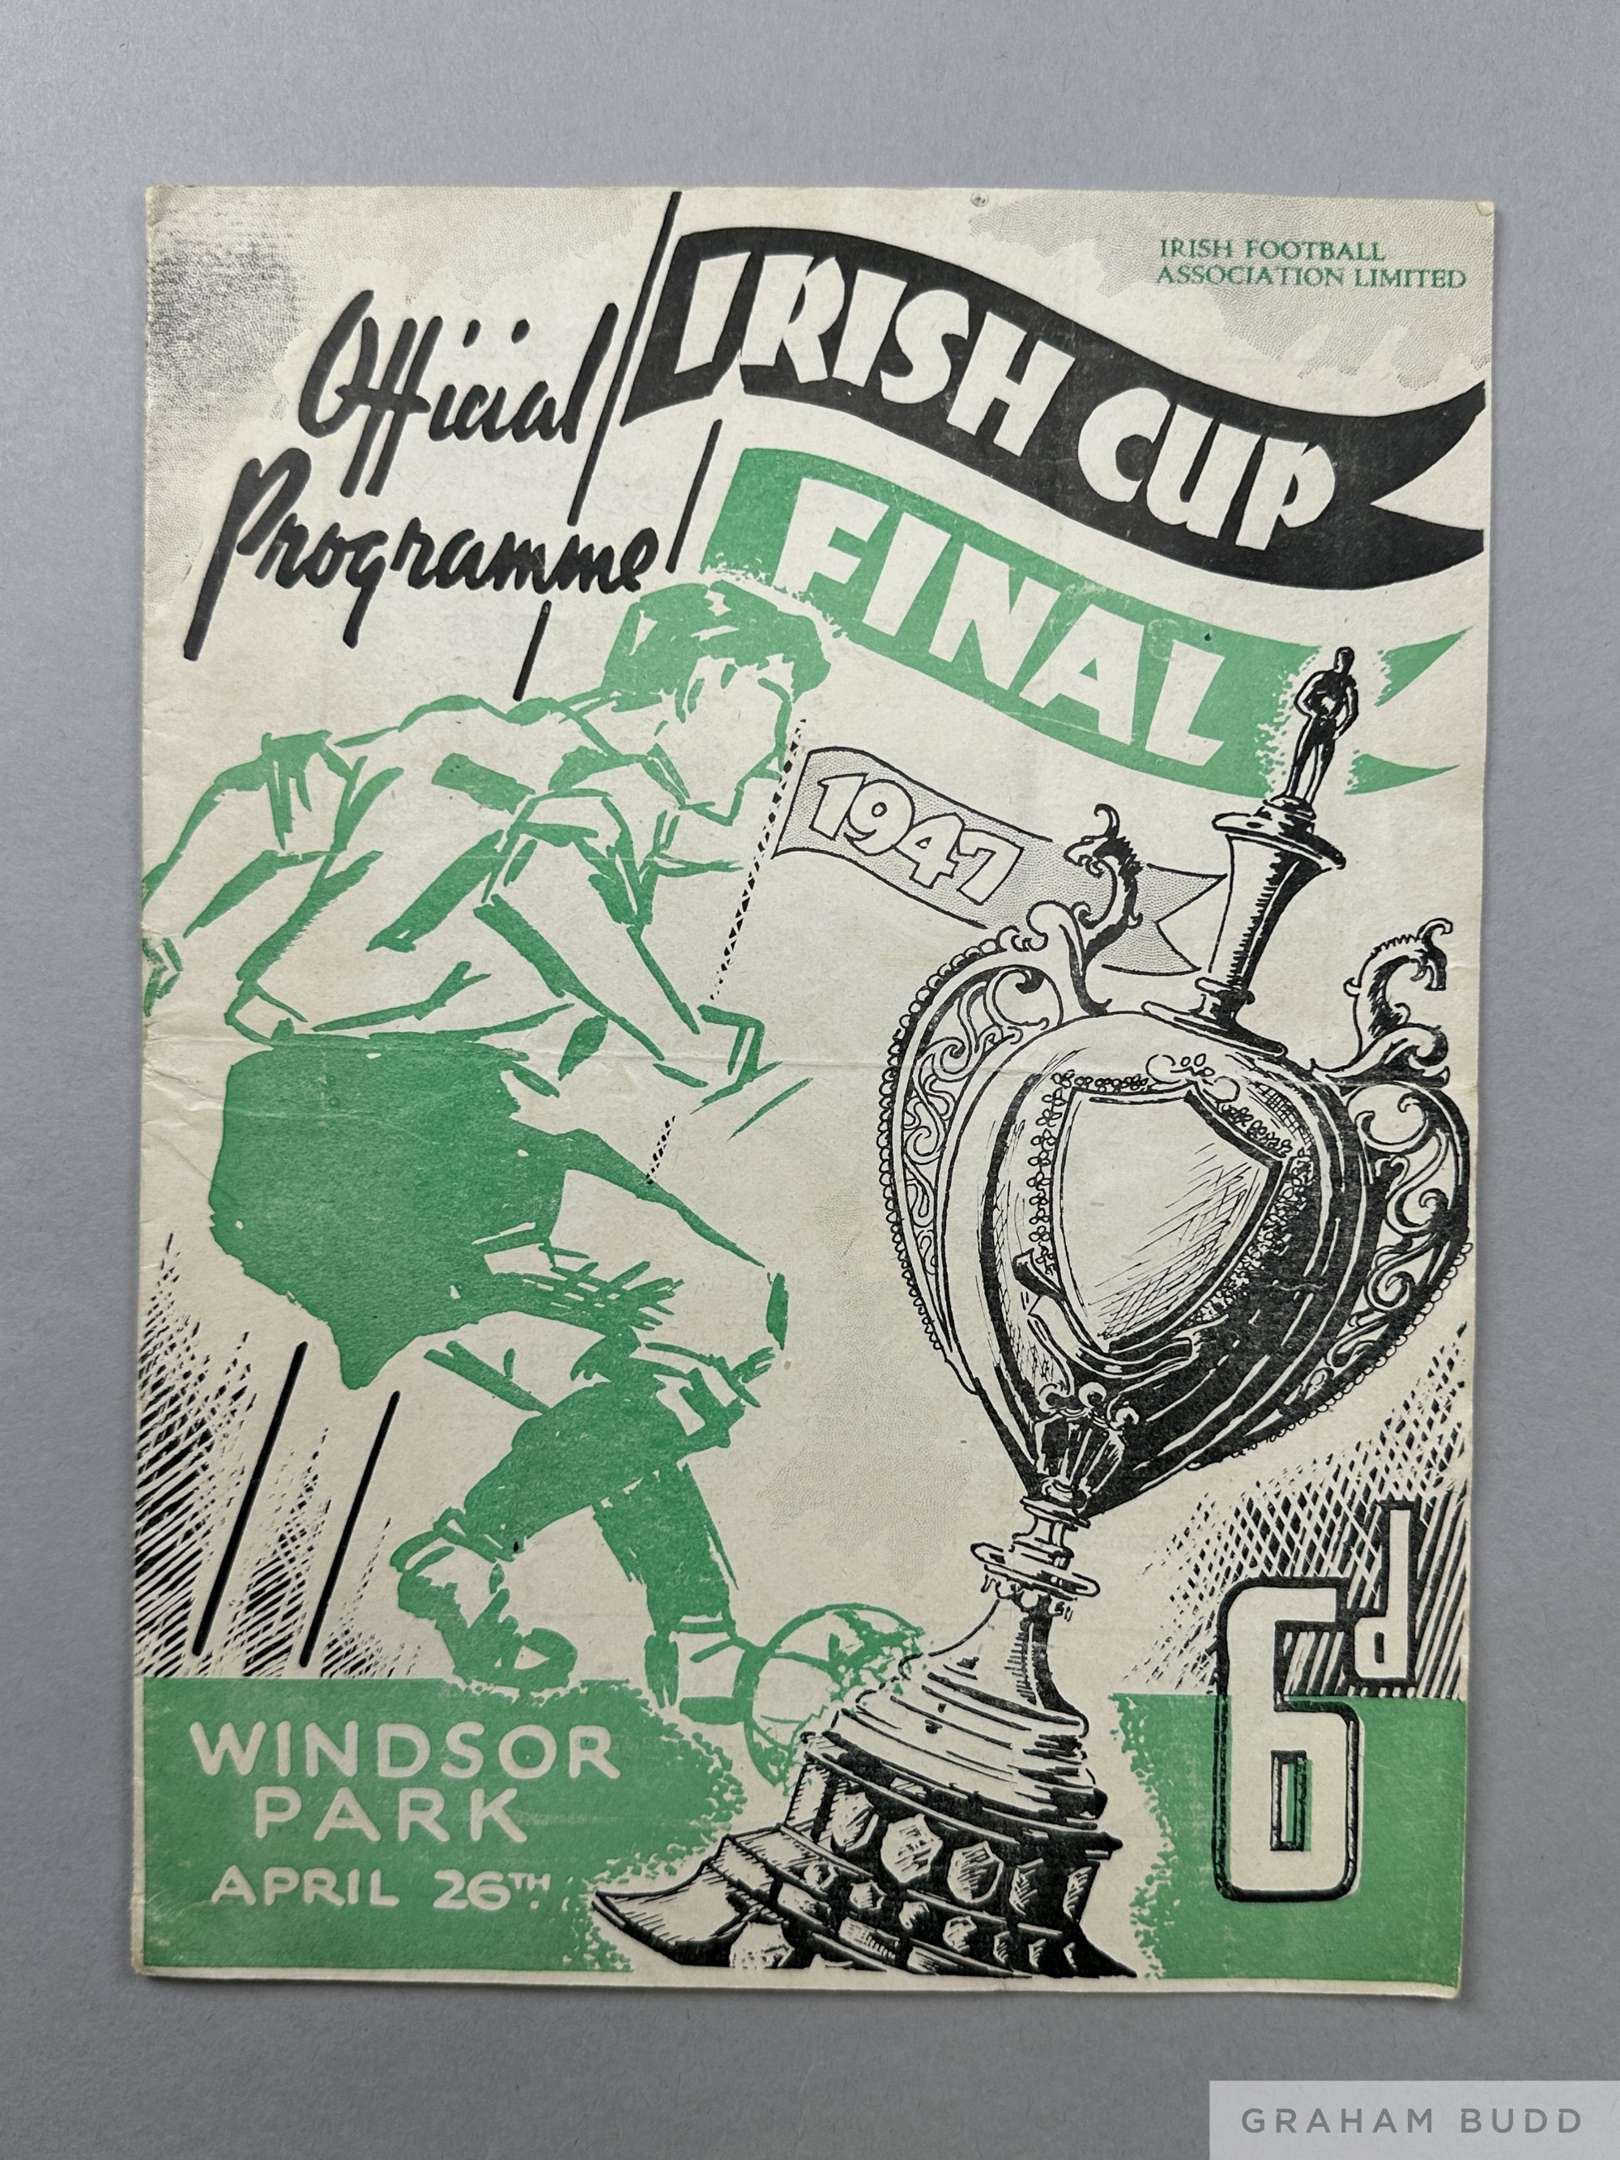 IRISH FOOTBALL
ASSOCIATION LIMITED
Official
Programme
IRISH CUP
FINAL
1947
6d
WINDSOR
PARK
APRIL 26TH.
GRAHAM BUDD